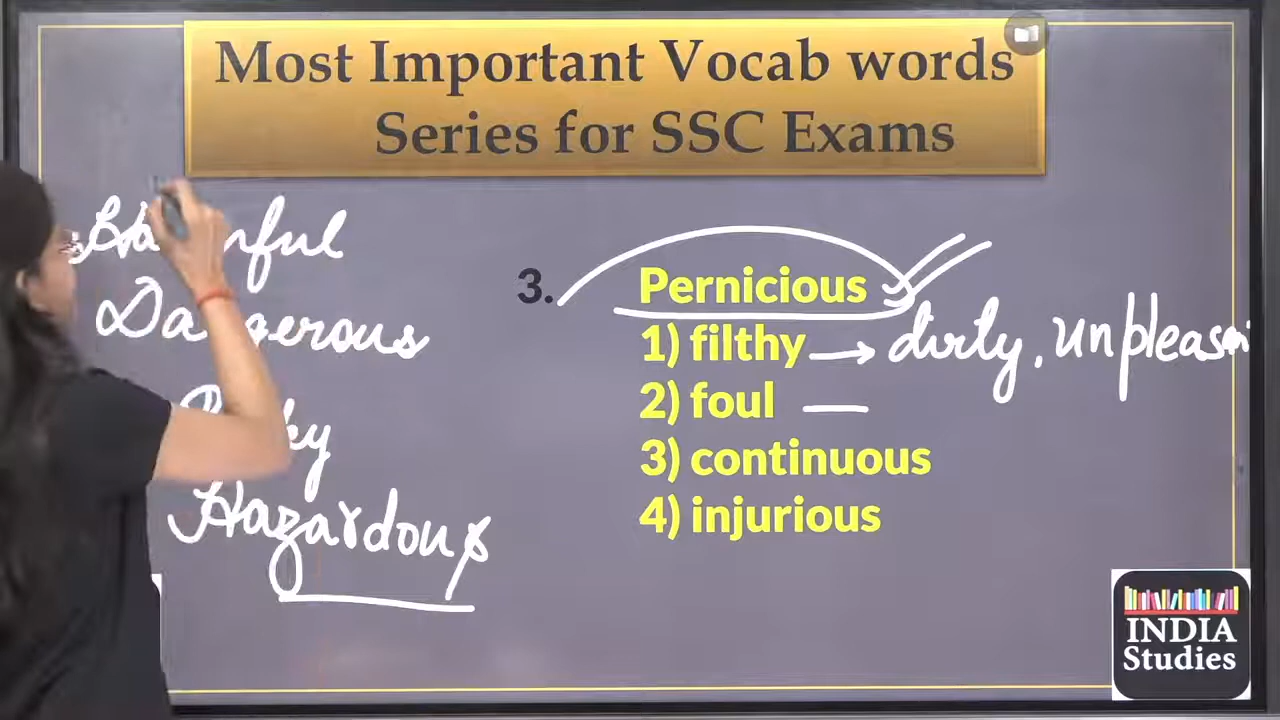 Most Important Vocab words
Series for SSC Exams
Dangerous
Hazardous
3. Pernicious
1) filthy → dirty, unpleasan
2) foul —
3) continuous
4) injurious
INDIA
Studies